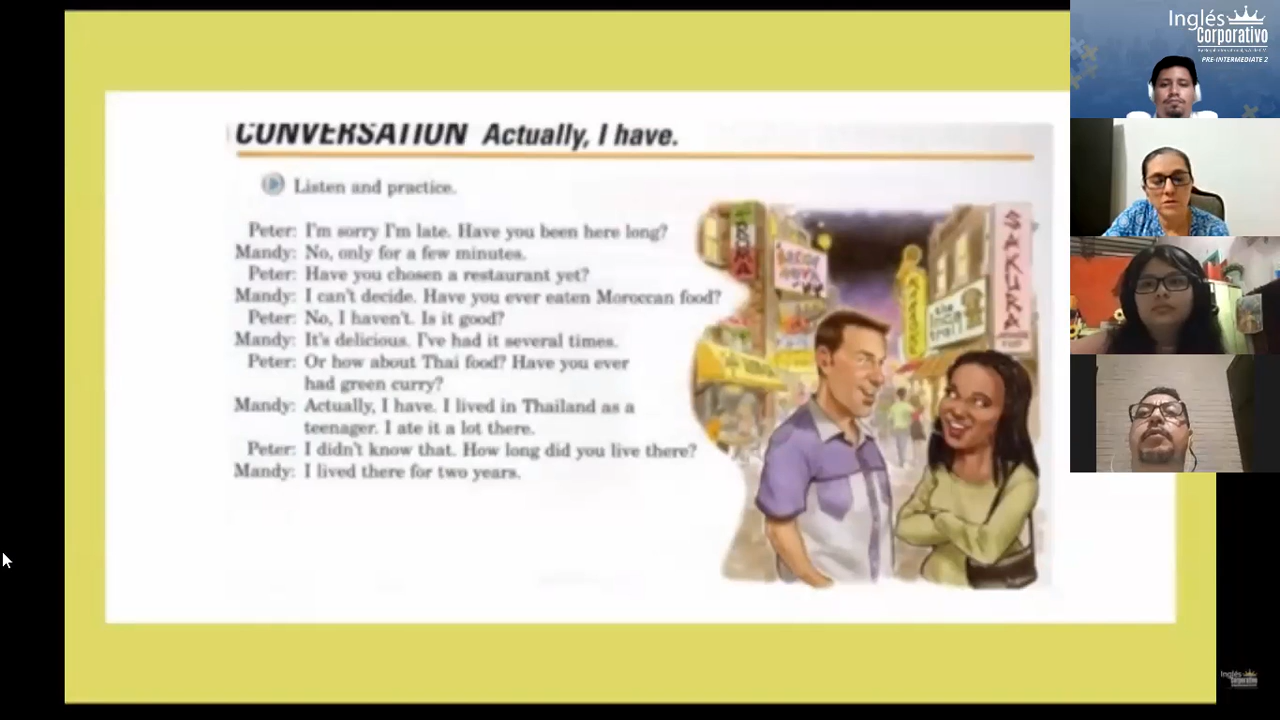 CONVERSATION Actually, I have.
Listen and practice.
Peter: I'm sorry I'm late. Have you been here long?
Mandy: No, only for a few minutes.
Peter: Have you chosen a restaurant yet?
Mandy: I can't decide. Have you ever eaten Moroccan food?
Peter: No, I haven't. Is it good?
Mandy: It's delicious. I've had it several times.
Peter: Or how about Thai food? Have you ever
had green curry?
Mandy: Actually, I have. I lived in Thailand as a
teenager. I ate it a lot there.
Peter: I didn't know that. How long did you live there?
Mandy: I lived there for two years.
ROMA
SAKURA
Inglés
Corporativo
PRE-INTERMEDIATE 2
Inglés
Corporativo